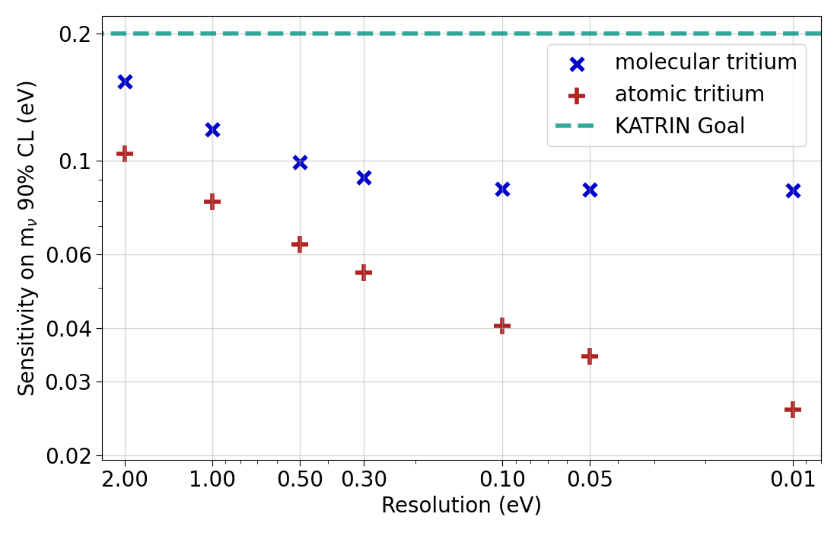 0.2
0.1
0.06
0.04
0.03
0.02
Sensitivity on mν 90% CL (eV)
molecular tritium
atomic tritium
KATRIN Goal
2.00 1.00 0.50 0.30 0.10 0.05 0.01
Resolution (eV)